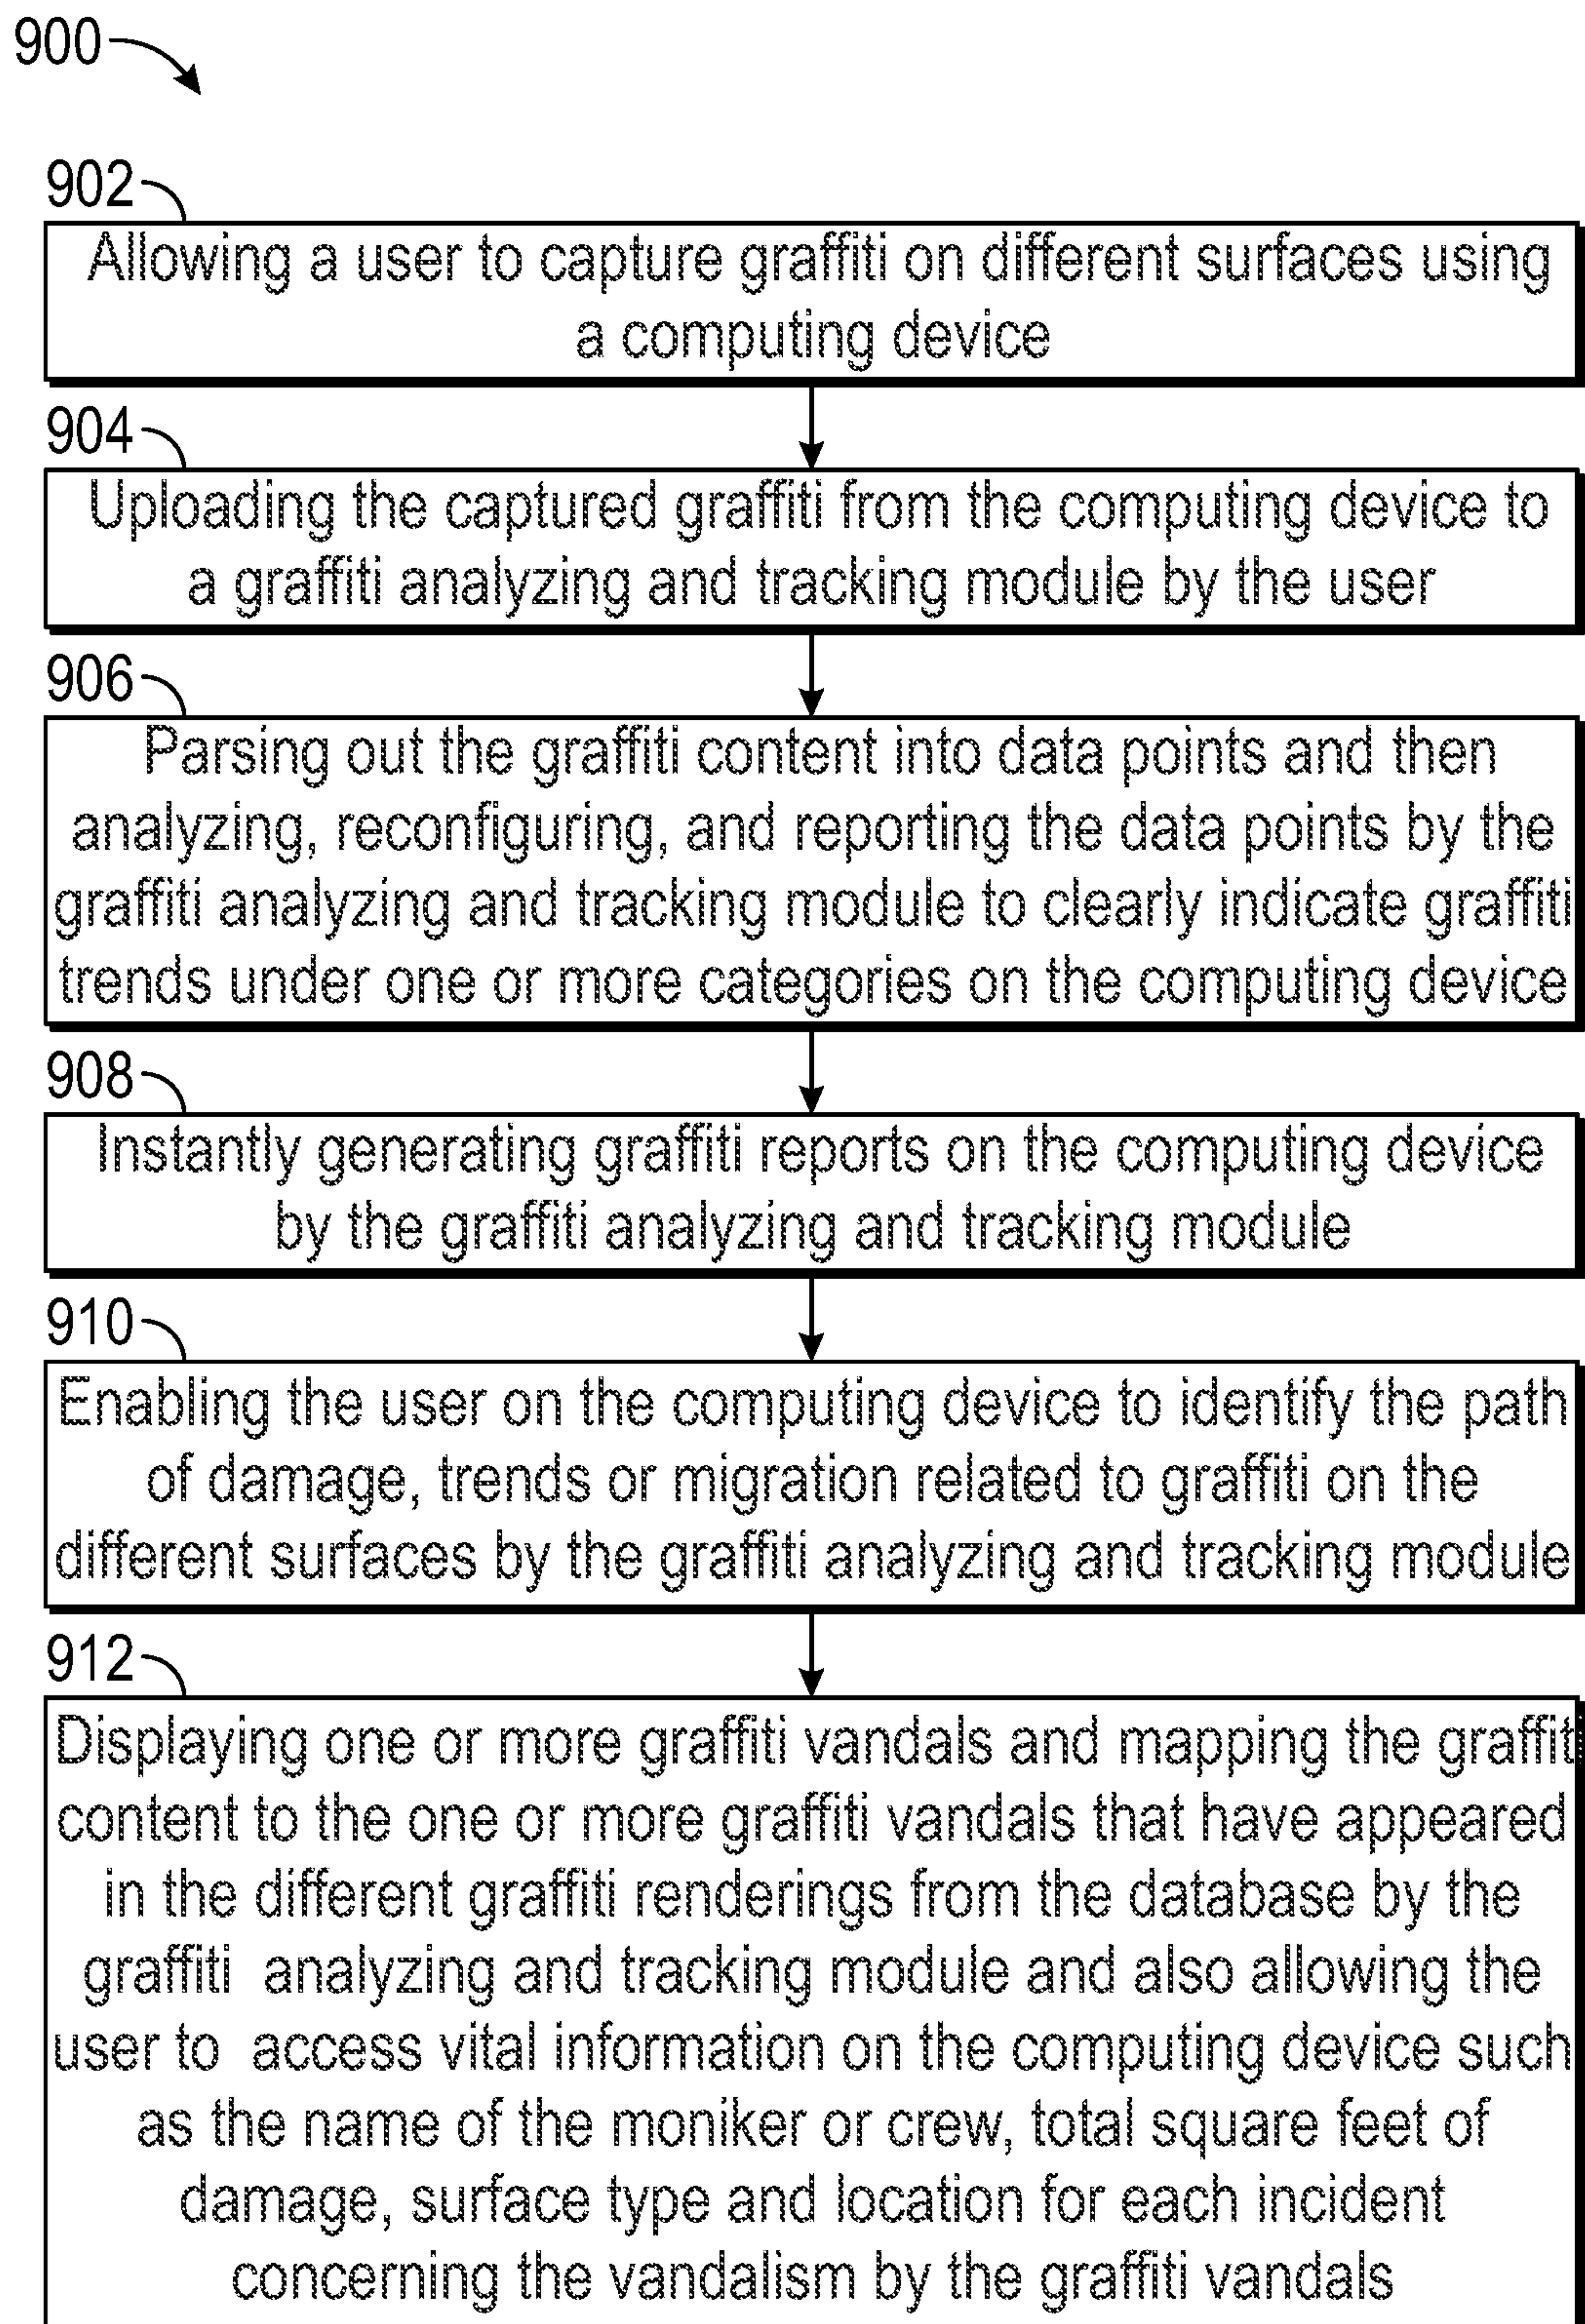 900
902
Allowing a user to capture graffiti on different surfaces using
a computing device
904
Uploading the captured graffiti from the computing device to
a graffiti analyzing and tracking module by the user
906
Parsing out the graffiti content into data points and then
analyzing, reconfiguring, and reporting the data points by the
graffiti analyzing and tracking module to clearly indicate graffiti
trends under one or more categories on the computing device
908
Instantly generating graffiti reports on the computing device
by the graffiti analyzing and tracking module
910
Enabling the user on the computing device to identify the path
of damage, trends or migration related to graffiti on the
different surfaces by the graffiti analyzing and tracking module
912
Displaying one or more graffiti vandals and mapping the graffiti
content to the one or more graffiti vandals that have appeared
in the different graffiti renderings from the database by the
graffiti analyzing and tracking module and also allowing the
user to access vital information on the computing device such
as the name of the moniker or crew, total square feet of
damage, surface type and location for each incident
concerning the vandalism by the graffiti vandals